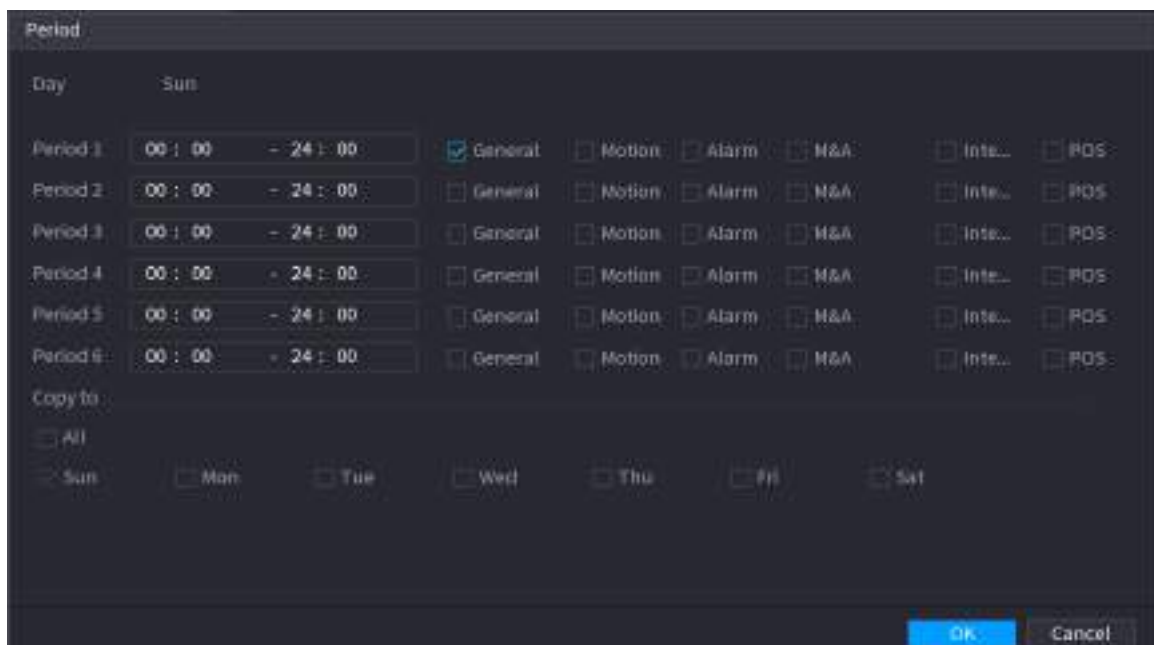 Period
Day Sun
Period 1 00 : 00 - 24 : 00 General Motion Alarm M&A Inte... POS
Period 2 00 : 00 - 24 : 00 General Motion Alarm M&A Inte... POS
Period 3 00 : 00 - 24 : 00 General Motion Alarm M&A Inte... POS
Period 4 00 : 00 - 24 : 00 General Motion Alarm M&A Inte... POS
Period 5 00 : 00 - 24 : 00 General Motion Alarm M&A Inte... POS
Period 6 00 : 00 - 24 : 00 General Motion Alarm M&A Inte... POS
Copy to
All
Sun Mon Tue Wed Thu Fri Sat
OK Cancel